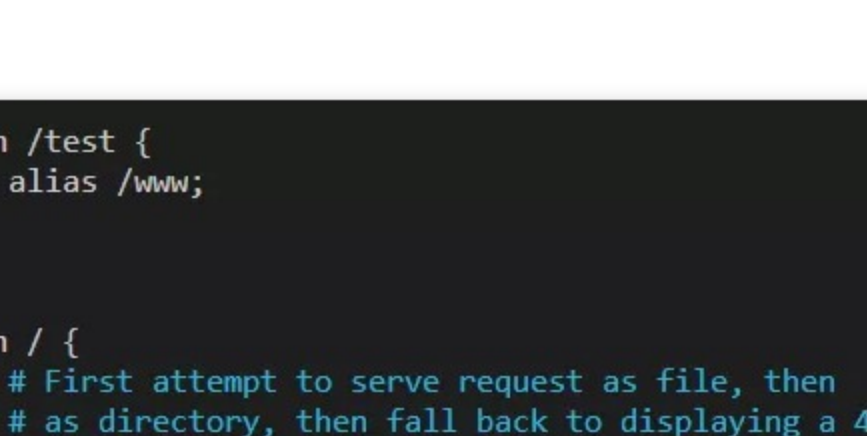 n /test {
alias /www;
n / {
# First attempt to serve request as file, then
# as directory, then fall back to displaying a 4